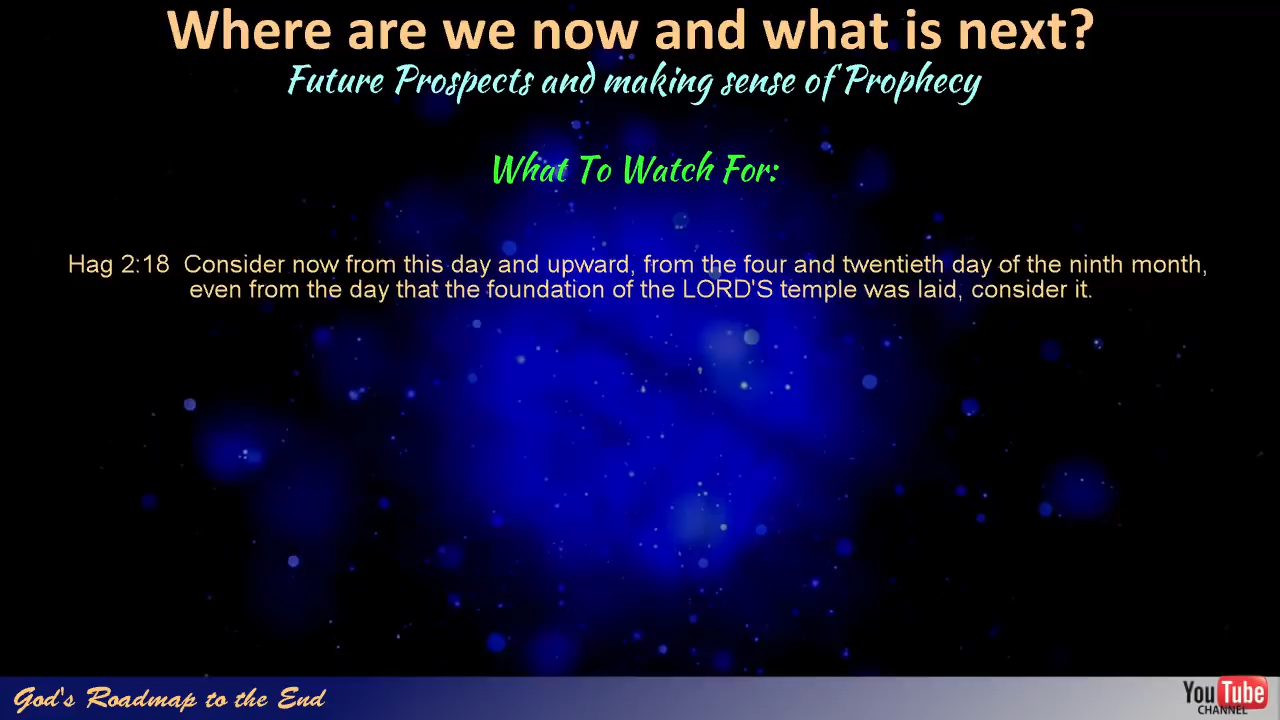 Where are we now and what is next?
Future Prospects and making sense of Prophecy
What To Watch For:
Hag 2:18  Consider now from this day and upward, from the four and twentieth day of the ninth month,
even from the day that the foundation of the LORD'S temple was laid, consider it.
God's Roadmap to the End
YouTube
CHANNEL